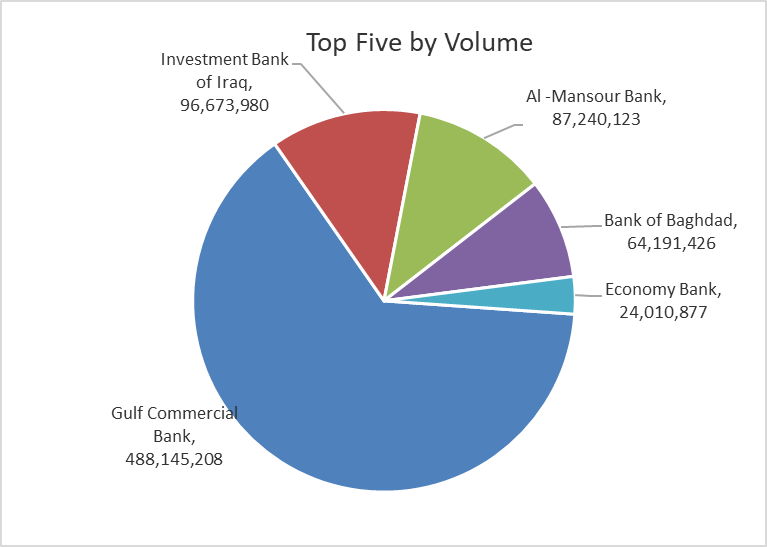 Top Five by Volume
Investment Bank
of Iraq,
96,673,980
Al -Mansour Bank,
87,240,123
Bank of Baghdad,
64,191,426
Economy Bank,
24,010,877
Gulf Commercial
Bank,
488,145,208